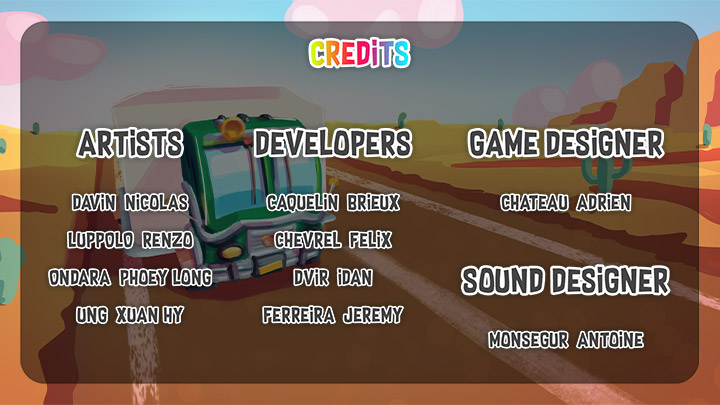 CREDiTS
ARTiSTS
DAViN NiCOLAS
LUPPOLO RENZO
ONDARA PHOEY LONG
UNG XUAN HY
DEVELOPERS
CAQUELiN BRiEUX
CHEVREL FELiX
DViR iDAN
FERREiRA JEREMY
GAME DESiGNER
CHATEAU ADRiEN
SOUND DESiGNER
MONSEGUR ANTOiNE